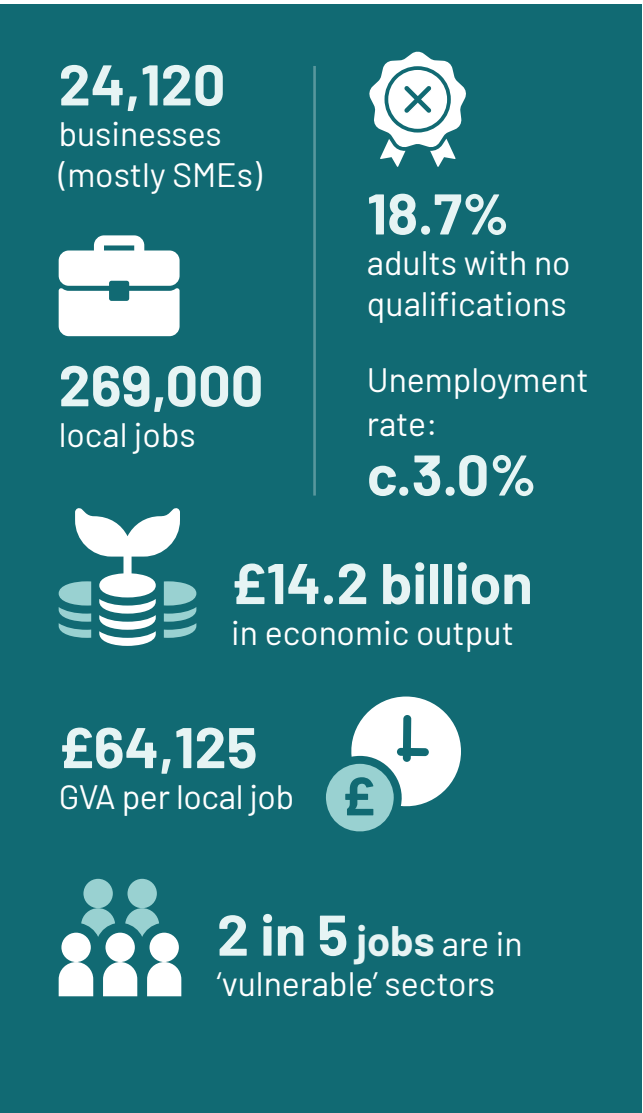 24,120
businesses
(mostly SMEs)
269,000
local jobs
18.7%
adults with no
qualifications
Unemployment
rate:
c.3.0%
£14.2 billion
in economic output
£64,125
GVA per local job
£
2 in 5 jobs are in
‘vulnerable’ sectors